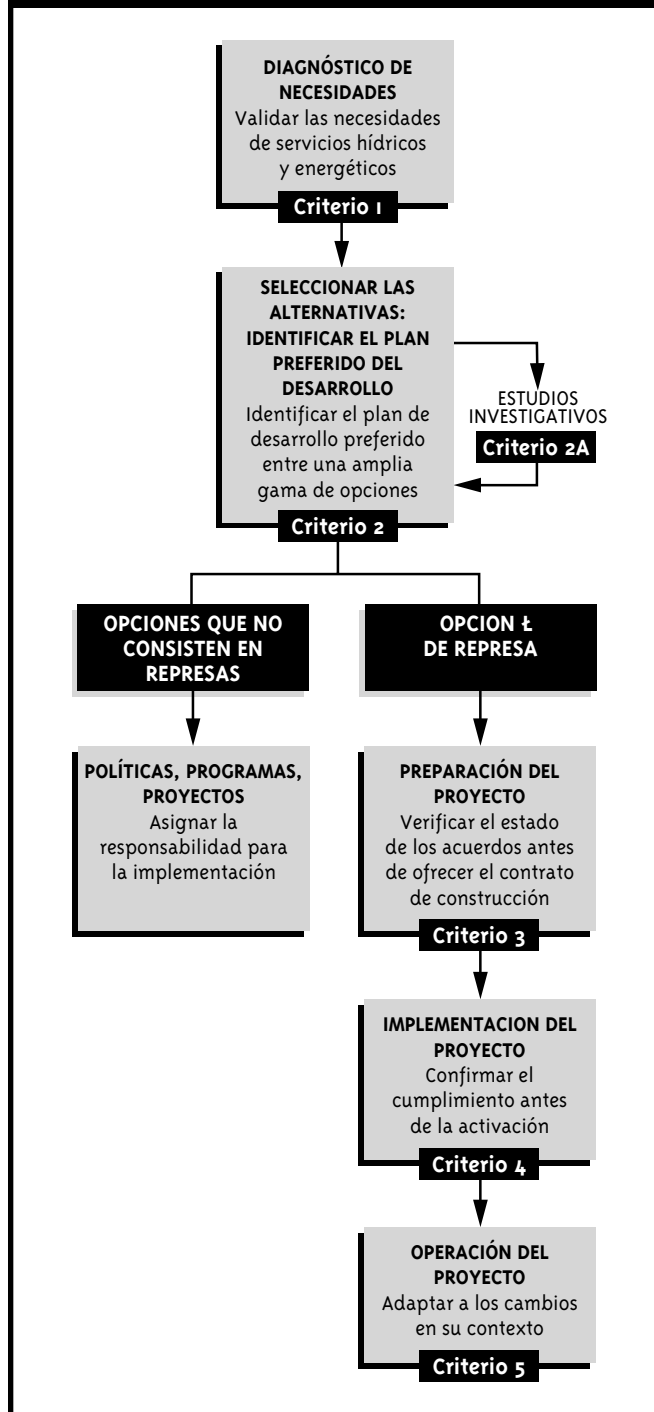 DIAGNÓSTICO DE
NECESIDADES
Validar las necesidades
de servicios hídricos
y energéticos
Criterio 1
SELECCIONAR LAS
ALTERNATIVAS:
IDENTIFICAR EL PLAN
PREFERIDO DEL
DESARROLLO
Identificar el plan de
desarrollo preferido
entre una amplia
gama de opciones
Criterio 2
ESTUDIOS
INVESTIGATIVOS
Criterio 2A
OPCIONES QUE NO
CONSISTEN EN
REPRESAS
POLÍTICAS, PROGRAMAS,
PROYECTOS
Asignar la
responsabilidad para
la implementación
OPCION Ł
DE REPRESA
PREPARACIÓN DEL
PROYECTO
Verificar el estado
de los acuerdos antes
de ofrecer el contrato
de construcción
Criterio 3
IMPLEMENTACION DEL
PROYECTO
Confirmar el
cumplimiento antes
de la activación
Criterio 4
OPERACIÓN DEL
PROYECTO
Adaptar a los cambios
en su contexto
Criterio 5